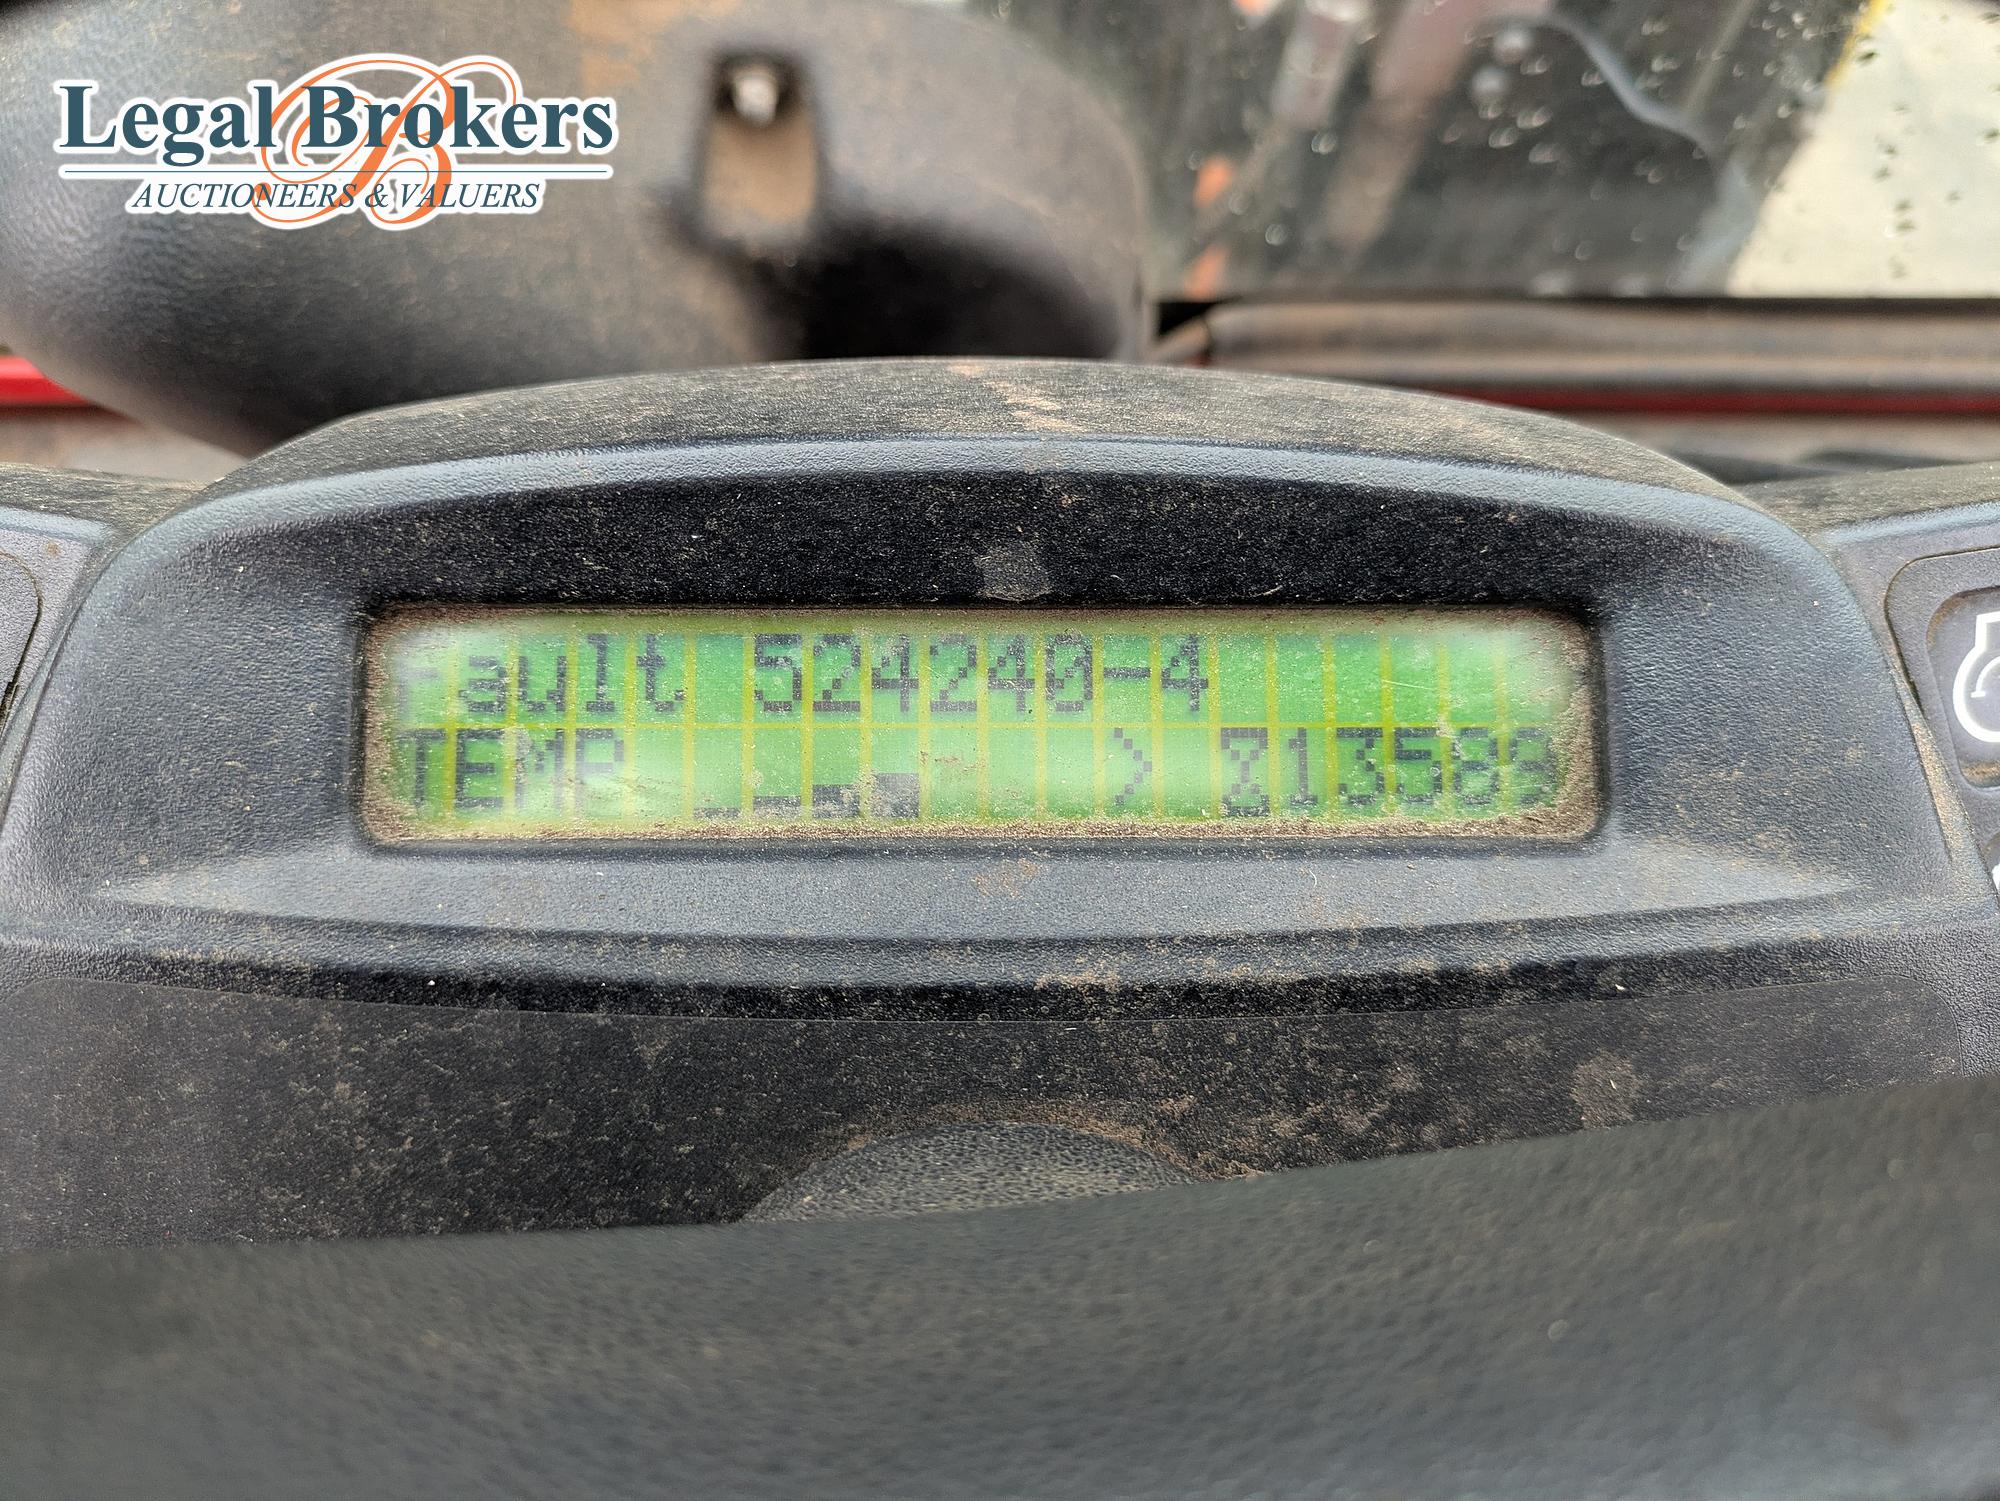 Legal Brokers
AUCTIONEERS & VALUERS
Fault 524240-4
TEMP > ⌛13589